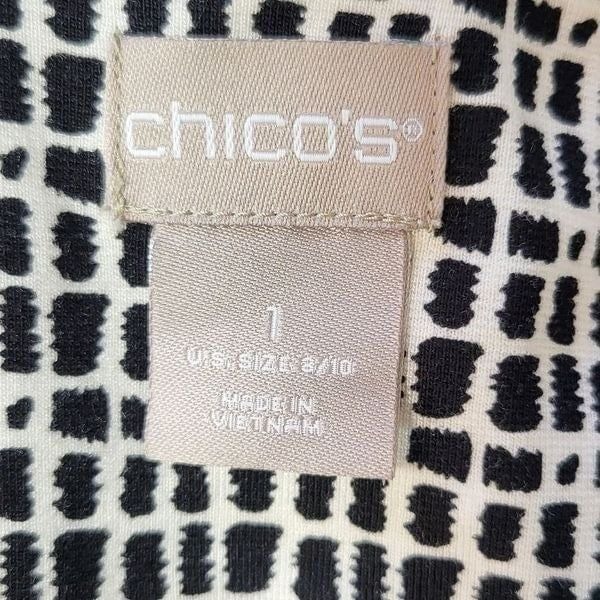 chico's®
1
U.S. SIZE 8/10
MADE IN
VIETNAM